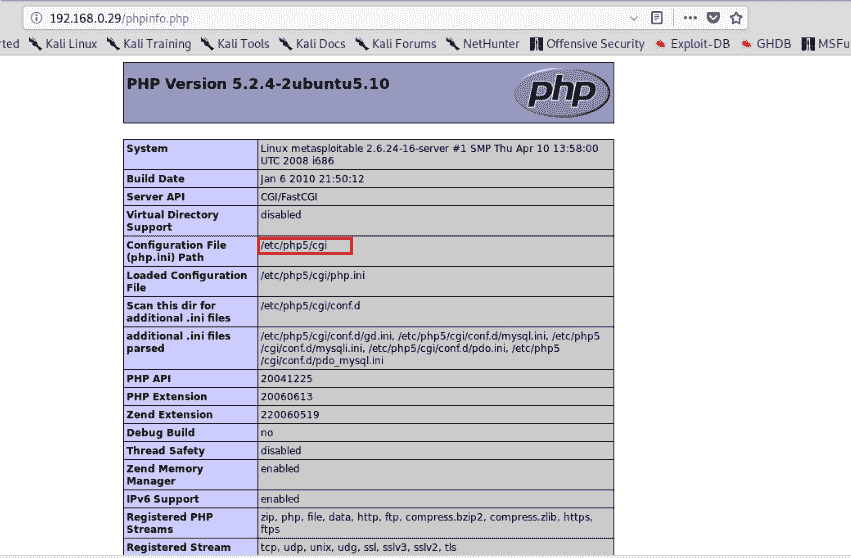 192.168.0.29/phpinfo.php
rted Kali Linux Kali Training Kali Tools Kali Docs Kali Forums NetHunter Offensive Security Exploit-DB GHDB MSFu
PHP Version 5.2.4-2ubuntu5.10
php
System Linux metasploitable 2.6.24-16-server #1 SMP Thu Apr 10 13:58:00
UTC 2008 i686
Build Date Jan 6 2010 21:50:12
Server API CGI/FastCGI
Virtual Directory disabled
Support
Configuration File /etc/php5/cgi
(php.ini) Path
Loaded Configuration /etc/php5/cgi/php.ini
File
Scan this dir for /etc/php5/cgi/conf.d
additional .ini files
additional .ini files /etc/php5/cgi/conf.d/gd.ini, /etc/php5/cgi/conf.d/mysql.ini, /etc/php5
parsed /cgi/conf.d/mysqli.ini, /etc/php5/cgi/conf.d/pdo.ini, /etc/php5
/cgi/conf.d/pdo_mysql.ini
PHP API 20041225
PHP Extension 20060613
Zend Extension 220060519
Debug Build no
Thread Safety disabled
Zend Memory enabled
Manager
IPv6 Support enabled
Registered PHP zip, php, file, data, http, ftp, compress.bzip2, compress.zlib, https,
Streams ftps
Registered Stream tcp, udp, unix, udg, ssl, sslv3, sslv2, tls